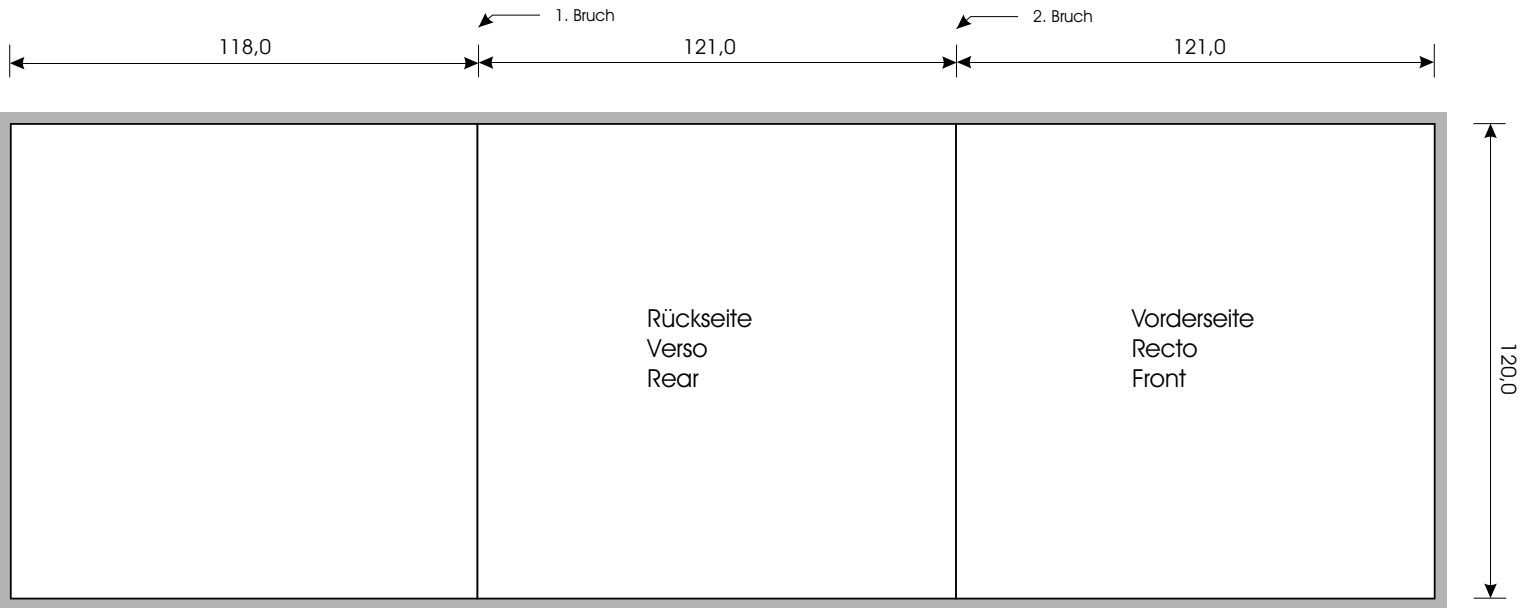 1. Bruch
2. Bruch
118,0
121,0
121,0
Rückseite
Verso
Rear
Vorderseite
Recto
Front
120,0